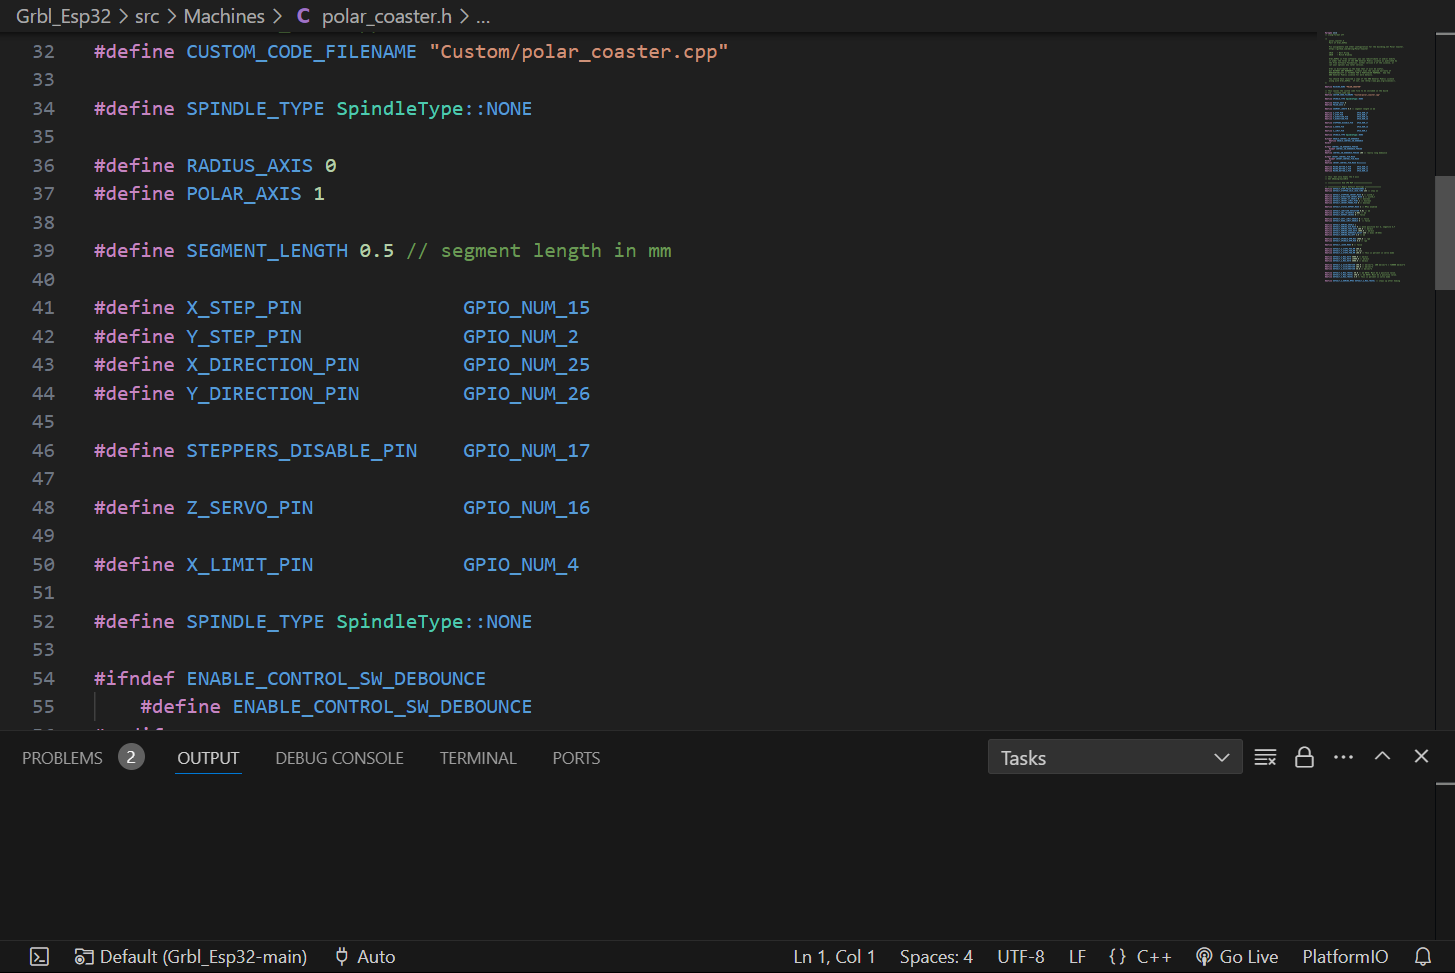 Grbl_Esp32 > src > Machines > C polar_coaster.h > ...
32 #define CUSTOM_CODE_FILENAME "Custom/polar_coaster.cpp"
33
34 #define SPINDLE_TYPE SpindleType::NONE
35
36 #define RADIUS_AXIS 0
37 #define POLAR_AXIS 1
38
39 #define SEGMENT_LENGTH 0.5 // segment length in mm
40
41 #define X_STEP_PIN GPIO_NUM_15
42 #define Y_STEP_PIN GPIO_NUM_2
43 #define X_DIRECTION_PIN GPIO_NUM_25
44 #define Y_DIRECTION_PIN GPIO_NUM_26
45
46 #define STEPPERS_DISABLE_PIN GPIO_NUM_17
47
48 #define Z_SERVO_PIN GPIO_NUM_16
49
50 #define X_LIMIT_PIN GPIO_NUM_4
51
52 #define SPINDLE_TYPE SpindleType::NONE
53
54 #ifndef ENABLE_CONTROL_SW_DEBOUNCE
55 #define ENABLE_CONTROL_SW_DEBOUNCE
PROBLEMS 2 OUTPUT DEBUG CONSOLE TERMINAL PORTS Tasks
Default (Grbl_Esp32-main) Auto Ln 1, Col 1 Spaces: 4 UTF-8 LF {} C++ Go Live PlatformIO